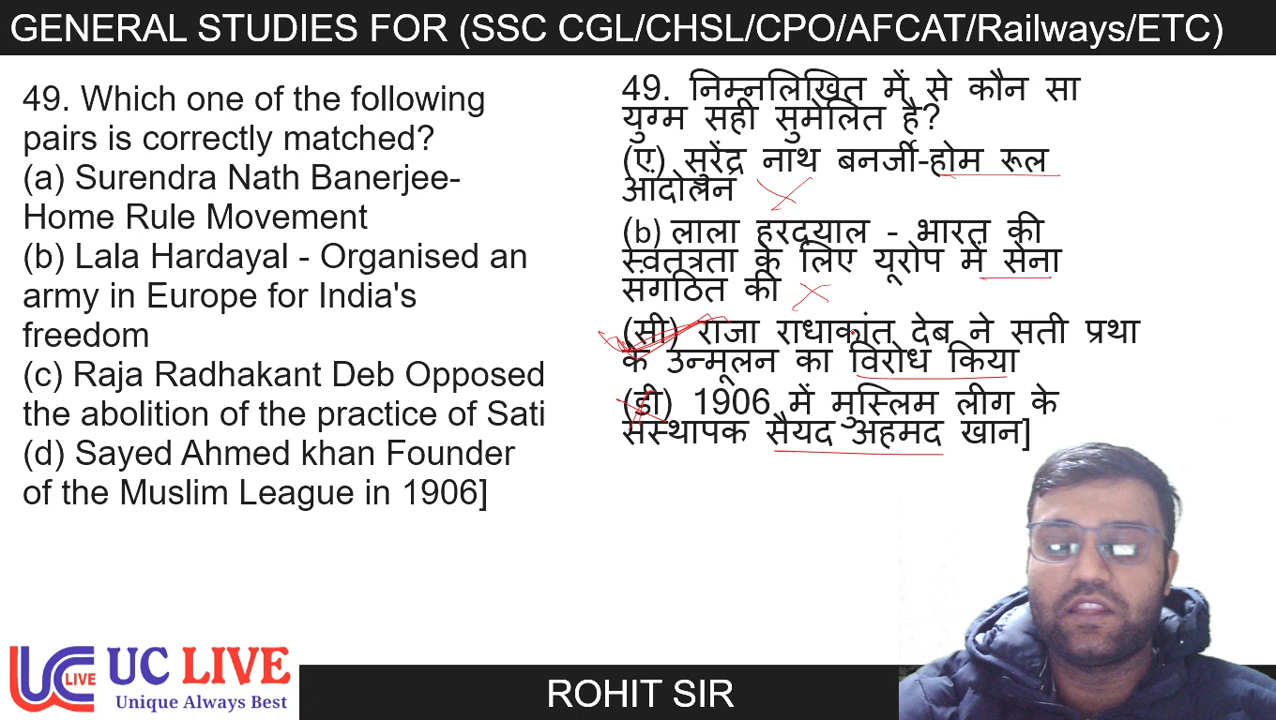 GENERAL STUDIES FOR (SSC CGL/CHSL/CPO/AFCAT/Railways/ETC)
49. Which one of the following
pairs is correctly matched?
(a) Surendra Nath Banerjee-
Home Rule Movement
(b) Lala Hardayal - Organised an
army in Europe for India's
freedom
(c) Raja Radhakant Deb Opposed
the abolition of the practice of Sati
(d) Sayed Ahmed khan Founder
of the Muslim League in 1906]
49. निम्नलिखित में से कौन सा
युग्म सही सुमेलित है?
(ए) सुरेंद्र नाथ बनर्जी-होम रूल
आंदोलन
(b) लाला हरदयाल - भारत की
स्वतंत्रता के लिए यूरोप में सेना
संगठित की
(सी) राजा राधाकांत देब ने सती प्रथा
के उन्मूलन का विरोध किया
(डी) 1906 में मुस्लिम लीग के
संस्थापक सैयद अहमद खान]
UC LIVE
LIVE
Unique Always Best
ROHIT SIR